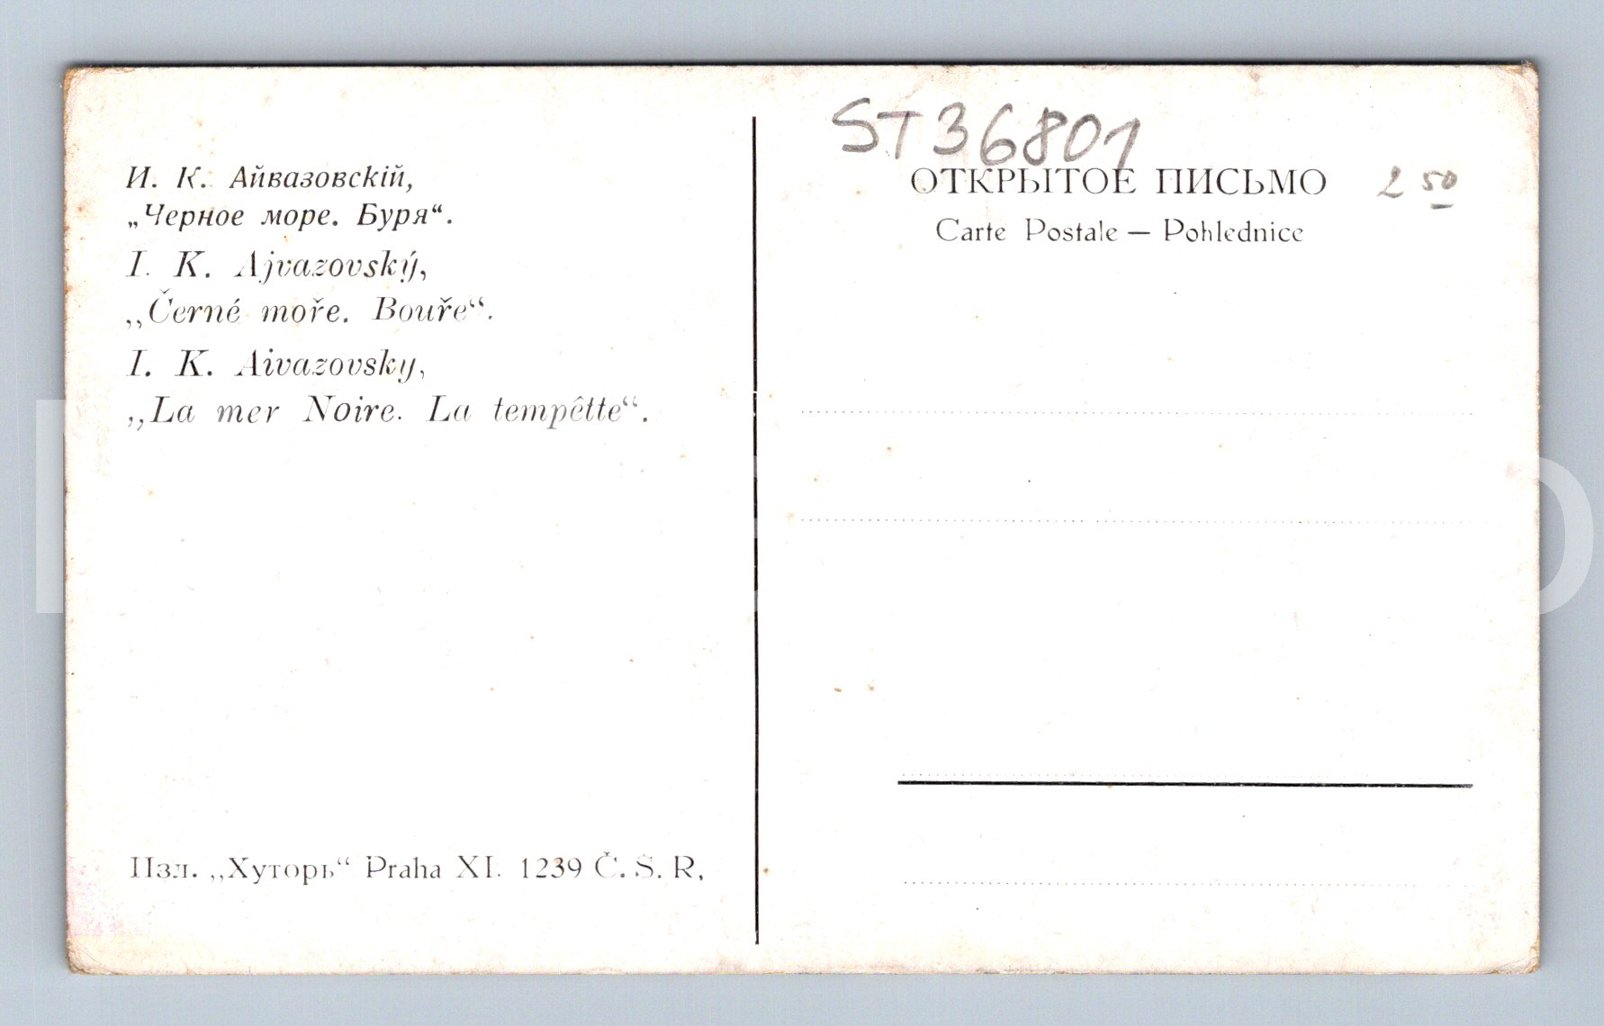 И. К. Айвазовскій,
„Черное море. Буря“.
I. K. Ajvazovský,
„Černé moře. Bouře“.
I. K. Aivazovsky,
„La mer Noire. La tempêtte“.
Изд. „Хуторъ“ Praha XI. 1239 Č. S. R,
ST36801
ОТКРЫТОЕ ПИСЬМО
2 50
Carte Postale — Pohlednice